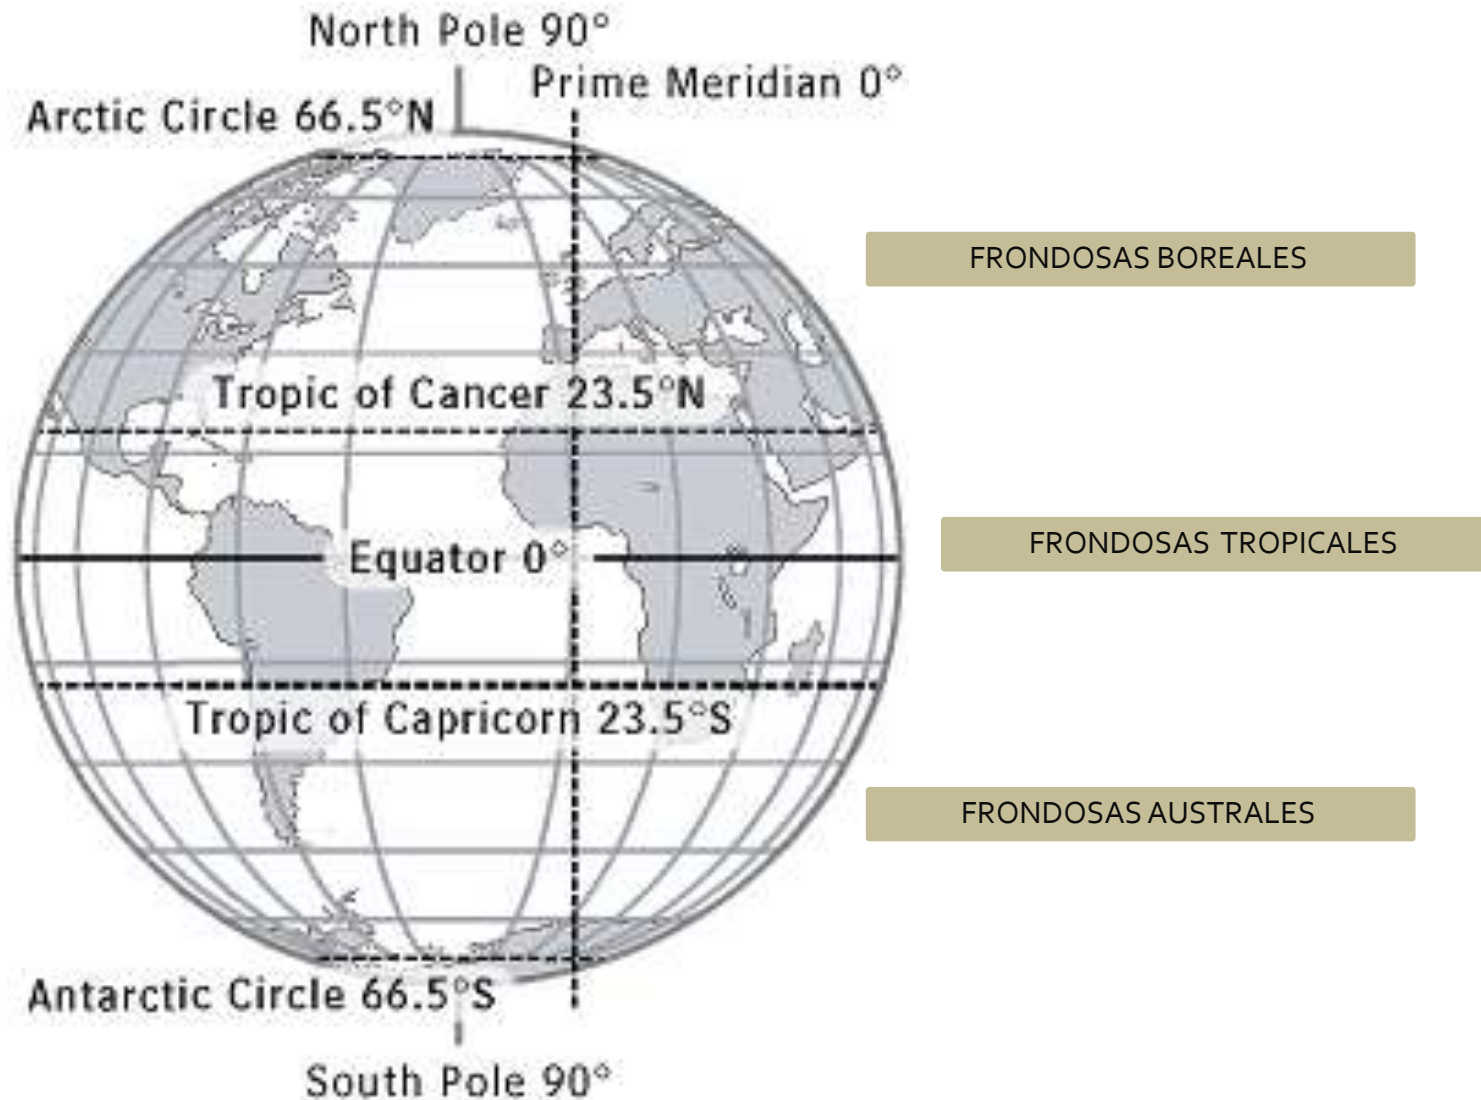 North Pole 90°
Prime Meridian 0°
Arctic Circle 66.5°N
FRONDOSAS BOREALES
Tropic of Cancer 23.5°N
FRONDOSAS TROPICALES
Equator 0°
Tropic of Capricorn 23.5°S
FRONDOSAS AUSTRALES
Antarctic Circle 66.5°S
South Pole 90°